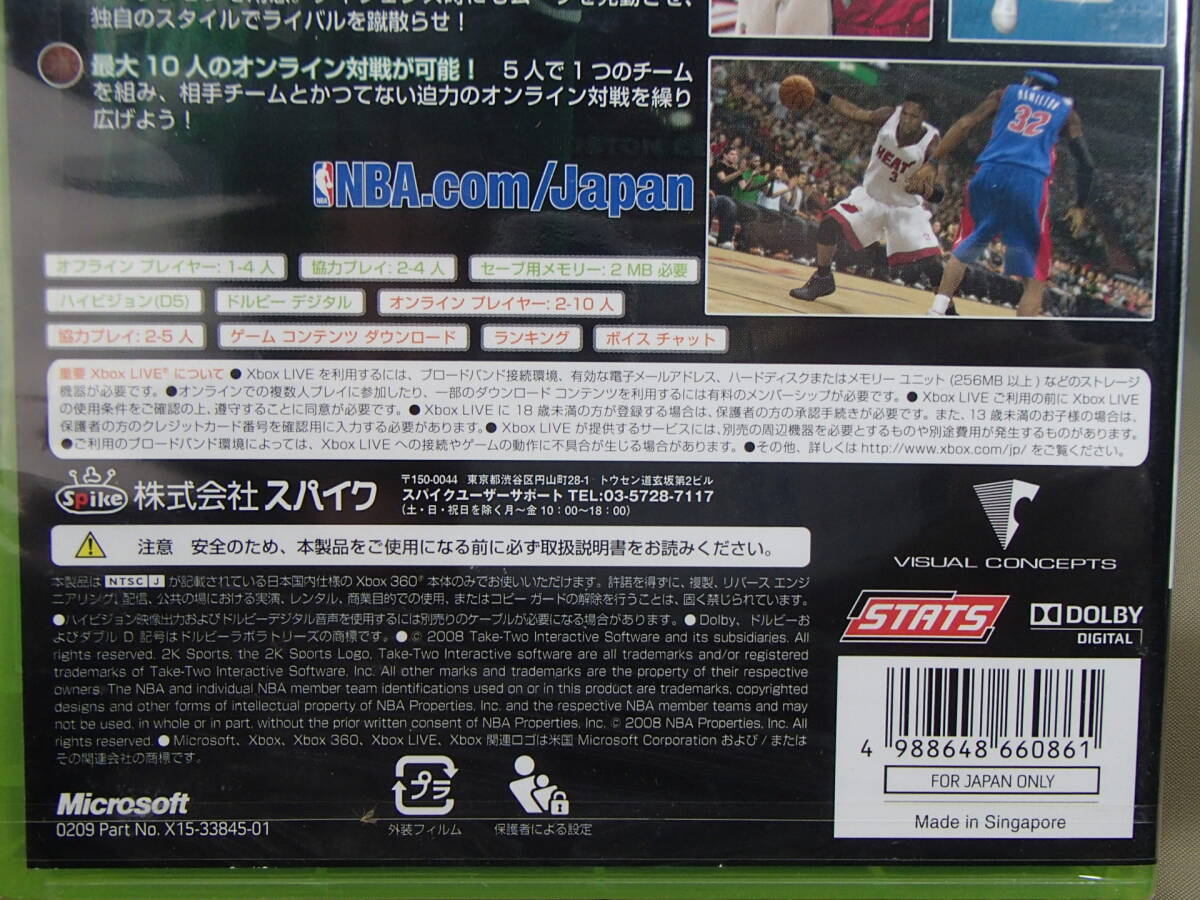 独自のスタイルでライバルを蹴散らせ！
最大10人のオンライン対戦が可能！ 5人で1つのチーム
を組み、相手チームとかつてない迫力のオンライン対戦を繰り
広げよう！
HAMILTON
32
HEAT
3
NBA.com/Japan
オフライン プレイヤー: 1-4 人
協力プレイ: 2-4 人
セーブ用メモリー: 2 MB 必要
ハイビジョン(D5)
ドルビー デジタル
オンライン プレイヤー: 2-10 人
協力プレイ: 2-5 人
ゲーム コンテンツ ダウンロード
ランキング
ボイス チャット
重要 Xbox LIVE® について ● Xbox LIVE を利用するには、ブロードバンド接続環境、有効な電子メールアドレス、ハードディスクまたはメモリー ユニット (256MB 以上) などのストレージ
機器が必要です。 ●オンラインでの複数人プレイに参加したり、一部のダウンロード コンテンツを利用するには有料のメンバーシップが必要です。 ● Xbox LIVE ご利用の前に Xbox LIVE
の使用条件をご確認の上、遵守することに同意が必要です。 ● Xbox LIVE に 18 歳未満の方が登録する場合は、保護者の方の承認手続きが必要です。また、13 歳未満のお子様の場合は、
保護者の方のクレジットカード番号を確認用に入力する必要があります。 ● Xbox LIVE が提供するサービスには、別売の周辺機器を必要とするものや別途費用が発生するものがあります。
●ご利用のブロードバンド環境によっては、Xbox LIVE への接続やゲームの動作に不具合が生じる場合があります。 ●その他、詳しくは http://www.xbox.com/jp/ をご覧ください。
Spike 株式会社 スパイク
〒150-0044 東京都渋谷区円山町28-1 トウセン道玄坂第2ビル
スパイクユーザーサポート TEL:03-5728-7117
(土・日・祝日を除く月〜金 10：00〜18：00)
注意 安全のため、本製品をご使用になる前に必ず取扱説明書をお読みください。
本製品は NTSC J が記載されている日本国内仕様の Xbox 360® 本体のみでお使いいただけます。許諾を得ずに、複製、リバース エンジ
ニアリング、配信、公共の場における実演、レンタル、商業目的での使用、またはコピー ガードの解除を行うことは、固く禁じられています。
●ハイビジョン映像出力およびドルビーデジタル音声を使用するには別売りのケーブルが必要になる場合があります。 ● Dolby、ドルビーお
よびダブル D 記号はドルビーラボラトリーズの商標です。 ● © 2008 Take-Two Interactive Software and its subsidiaries. All
rights reserved. 2K Sports, the 2K Sports Logo, Take-Two Interactive software are all trademarks and/or registered
trademarks of Take-Two Interactive Software, Inc. All other marks and trademarks are the property of their respective
owners. The NBA and individual NBA member team identifications used on or in this product are trademarks, copyrighted
designs and other forms of intellectual property of NBA Properties, Inc. and the respective NBA member teams and may
not be used, in whole or in part, without the prior written consent of NBA Properties, Inc. © 2008 NBA Properties, Inc. All
rights reserved. ● Microsoft、Xbox、Xbox 360、Xbox LIVE、Xbox 関連ロゴは米国 Microsoft Corporation および / または
その関連会社の商標です。
VISUAL CONCEPTS
STATS
DOLBY
DIGITAL
4 988648 660861
FOR JAPAN ONLY
Made in Singapore
Microsoft
0209 Part No. X15-33845-01
プラ
外装フィルム
保護者による設定